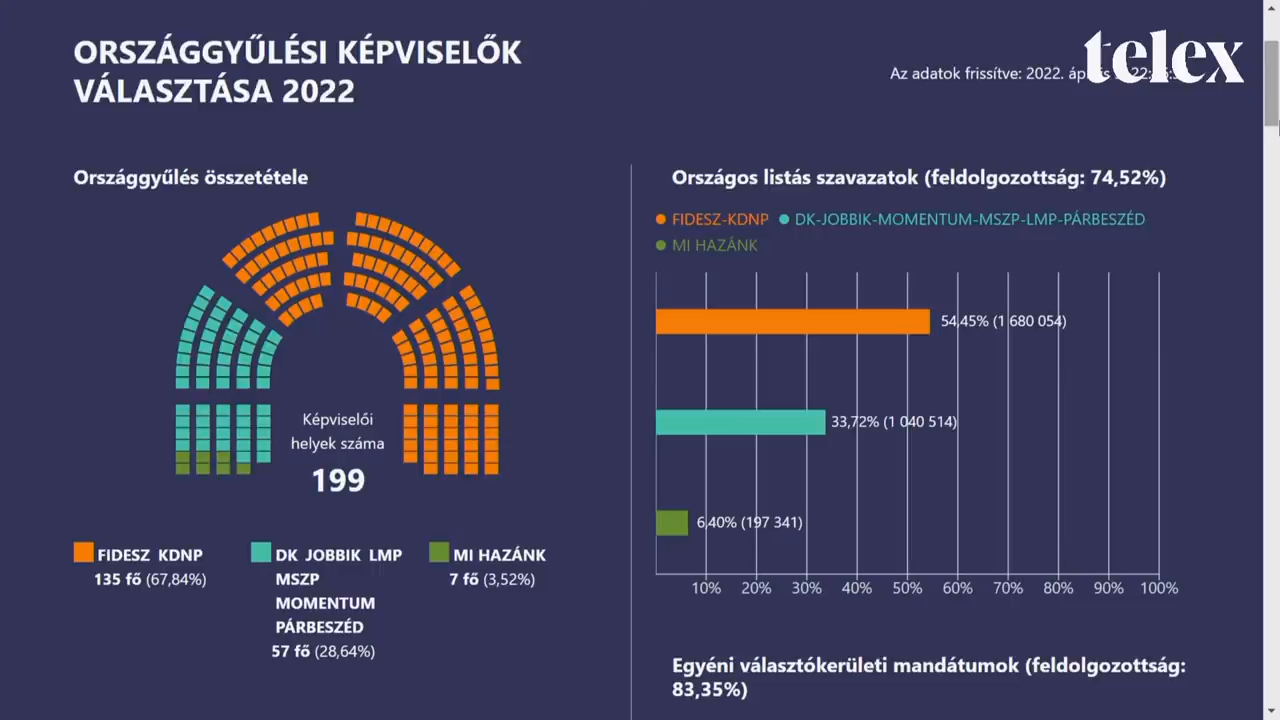 ORSZÁGGYŰLÉSI KÉPVISELŐK
VÁLASZTÁSA 2022
telex
Az adatok frissítve: 2022.
Országgyűlés összetétele
Képviselői
helyek száma
199
FIDESZ KDNP
135 fő (67,84%)
DK JOBBIK LMP
MSZP
MOMENTUM
PÁRBESZÉD
57 fő (28,64%)
MI HAZÁNK
7 fő (3,52%)
Országos listás szavazatok (feldolgozottság: 74,52%)
FIDESZ-KDNP DK-JOBBIK-MOMENTUM-MSZP-LMP-PÁRBESZÉD
MI HAZÁNK
54,45% (1 680 054)
33,72% (1 040 514)
6,40% (197 341)
10% 20% 30% 40% 50% 60% 70% 80% 90% 100%
Egyéni választókerületi mandátumok (feldolgozottság:
83,35%)